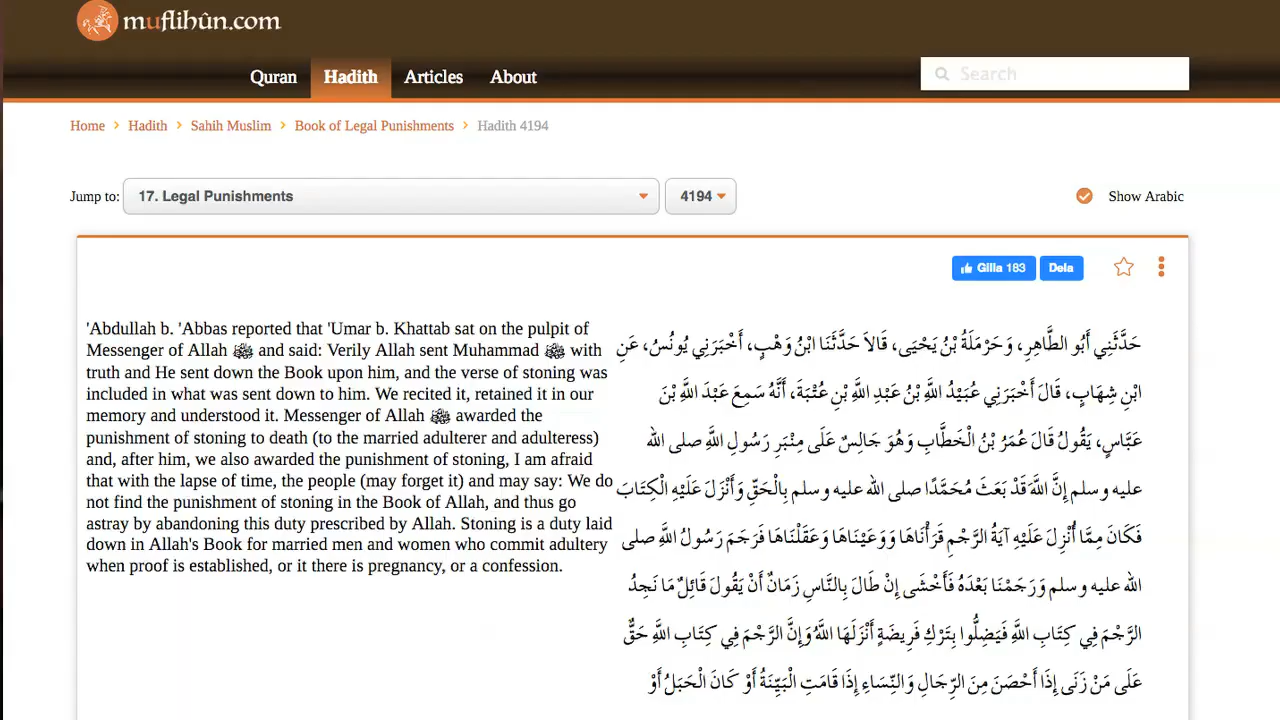 muflihûn.com
Quran Hadith Articles About Search
Home › Hadith › Sahih Muslim › Book of Legal Punishments › Hadith 4194
Jump to: 17. Legal Punishments 4194 Show Arabic
Gilla 183 Dela
'Abdullah b. 'Abbas reported that 'Umar b. Khattab sat on the pulpit of
Messenger of Allah ﷺ and said: Verily Allah sent Muhammad ﷺ with
truth and He sent down the Book upon him, and the verse of stoning was
included in what was sent down to him. We recited it, retained it in our
memory and understood it. Messenger of Allah ﷺ awarded the
punishment of stoning to death (to the married adulterer and adulteress)
and, after him, we also awarded the punishment of stoning, I am afraid
that with the lapse of time, the people (may forget it) and may say: We do
not find the punishment of stoning in the Book of Allah, and thus go
astray by abandoning this duty prescribed by Allah. Stoning is a duty laid
down in Allah's Book for married men and women who commit adultery
when proof is established, or it there is pregnancy, or a confession.
حَدَّثَنِي أَبُو الطَّاهِرِ، وَحَرْمَلَةُ بْنُ يَحْيَى، قَالاَ حَدَّثَنَا ابْنُ وَهْبٍ، أَخْبَرَنِي يُونُسُ، عَنِ
ابْنِ شِهَابٍ، قَالَ أَخْبَرَنِي عُبَيْدُ اللَّهِ بْنُ عَبْدِ اللَّهِ بْنِ عُتْبَةَ، أَنَّهُ سَمِعَ عَبْدَ اللَّهِ بْنَ
عَبَّاسٍ، يَقُولُ قَالَ عُمَرُ بْنُ الْخَطَّابِ وَهُوَ جَالِسٌ عَلَى مِنْبَرِ رَسُولِ اللَّهِ صلى الله
عليه وسلم إِنَّ اللَّهَ قَدْ بَعَثَ مُحَمَّدًا صلى الله عليه وسلم بِالْحَقِّ وَأَنْزَلَ عَلَيْهِ الْكِتَابَ
فَكَانَ مِمَّا أُنْزِلَ عَلَيْهِ آيَةُ الرَّجْمِ قَرَأْنَاهَا وَوَعَيْنَاهَا وَعَقَلْنَاهَا فَرَجَمَ رَسُولُ اللَّهِ صلى
الله عليه وسلم وَرَجَمْنَا بَعْدَهُ فَأَخْشَى إِنْ طَالَ بِالنَّاسِ زَمَانٌ أَنْ يَقُولَ قَائِلٌ مَا نَجِدُ
الرَّجْمَ فِي كِتَابِ اللَّهِ فَيَضِلُّوا بِتَرْكِ فَرِيضَةٍ أَنْزَلَهَا اللَّهُ وَإِنَّ الرَّجْمَ فِي كِتَابِ اللَّهِ حَقٌّ
عَلَى مَنْ زَنَى إِذَا أَحْصَنَ مِنَ الرِّجَالِ وَالنِّسَاءِ إِذَا قَامَتِ الْبَيِّنَةُ أَوْ كَانَ الْحَبَلُ أَوْ